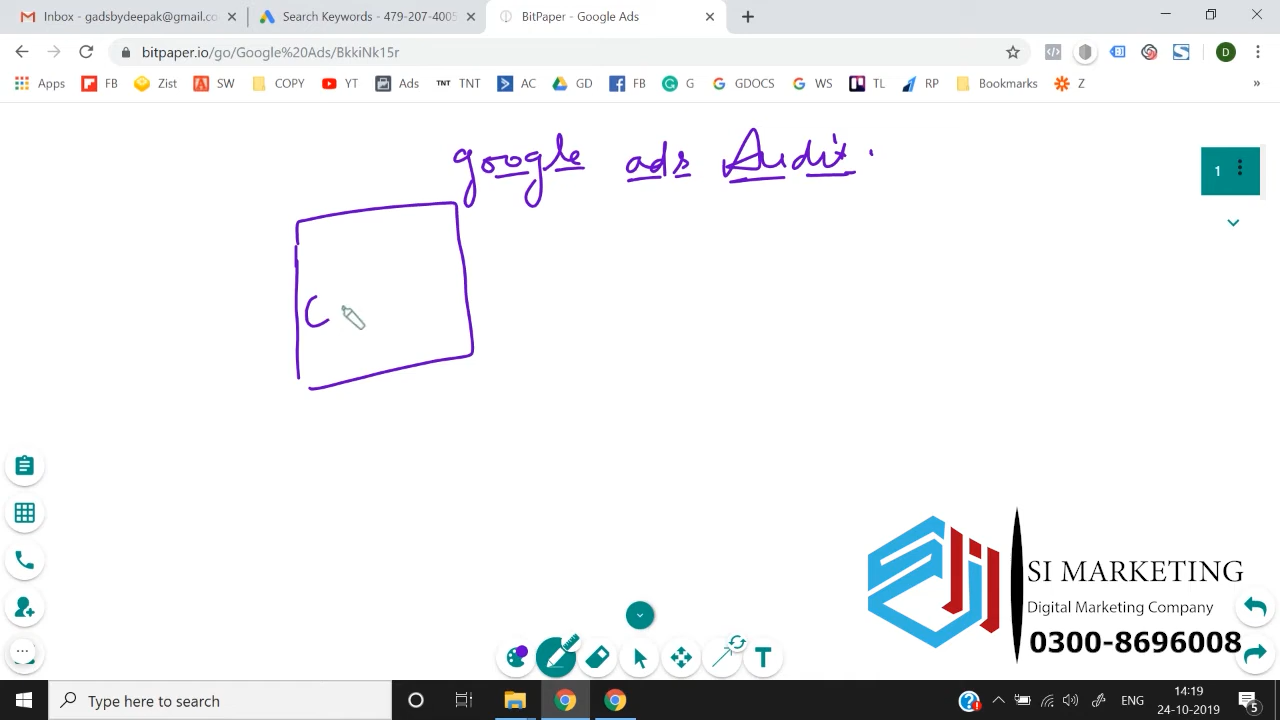 Inbox - gadsbydeepak@gmail.co
Search Keywords - 479-207-4005
BitPaper - Google Ads
bitpaper.io/go/Google%20Ads/BkkiNk15r
D
Apps
FB
Zist
SW
COPY
YT
Ads
TNT TNT
AC
GD
FB
G
GDOCS
WS
TL
RP
Bookmarks
Z
»
google ads Audit.
1
C
SI MARKETING
Digital Marketing Company
0300-8696008
T
Type here to search
ENG
14:19
24-10-2019
5